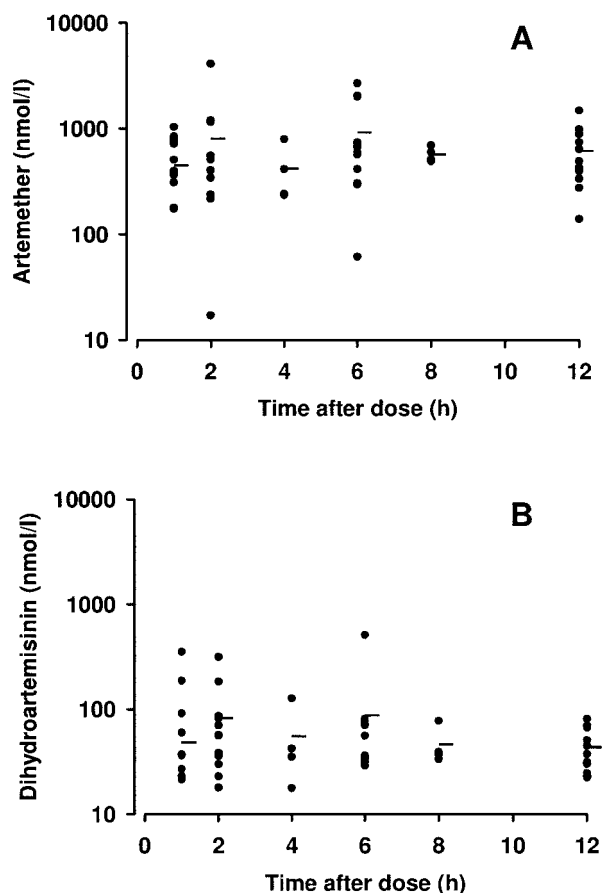 A
Artemether (nmol/l)
10000
1000
100
10
0 2 4 6 8 10 12
Time after dose (h)
B
Dihydroartemisinin (nmol/l)
10000
1000
100
10
0 2 4 6 8 10 12
Time after dose (h)